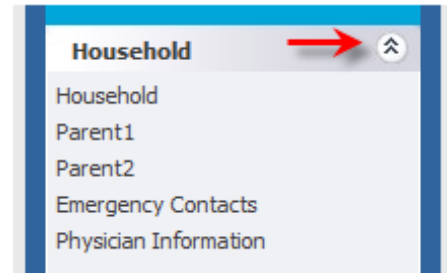 Household
Household
Parent1
Parent2
Emergency Contacts
Physician Information